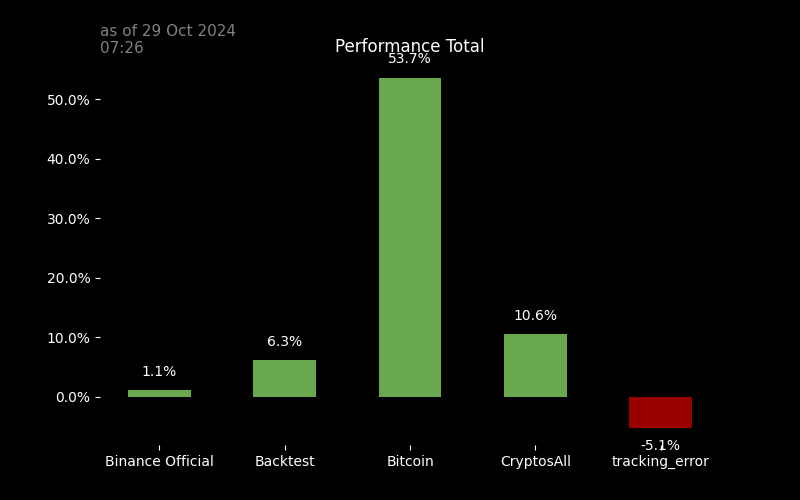 as of 29 Oct 2024
07:26
Performance Total
53.7%
50.0%
40.0%
30.0%
20.0%
10.6%
10.0%
6.3%
1.1%
0.0%
-5.1%
Binance Official
Backtest
Bitcoin
CryptosAll
tracking_error